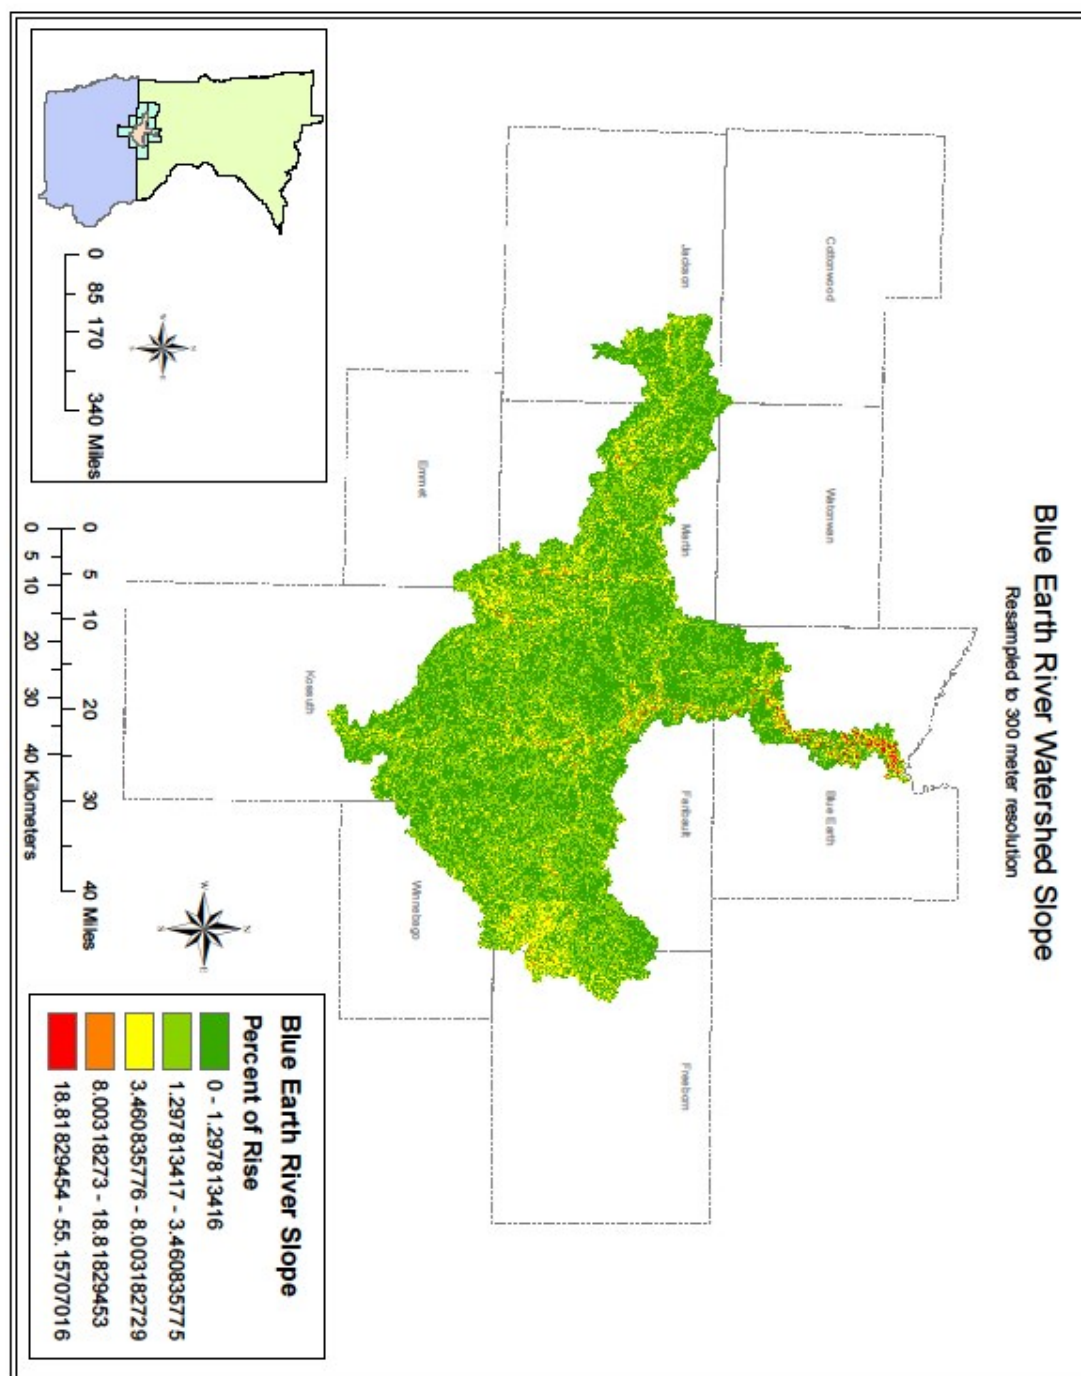 Blue Earth River Watershed Slope
Resampled to 300 meter resolution
Cottonwood
Watonwan
Blue Earth
Jackson
Martin
Faribault
Freeborn
Emmet
Kossuth
Winnebago
N
S
W
E
0 85 170 340 Miles
N
S
W
E
0 5 10 20 30 40 Miles
0 5 10 20 30 40 Kilometers
Blue Earth River Slope
Percent of Rise
0 - 1.297813416
1.297813417 - 3.460835775
3.460835776 - 8.003182729
8.00318273 - 18.81829453
18.81829454 - 55.15707016